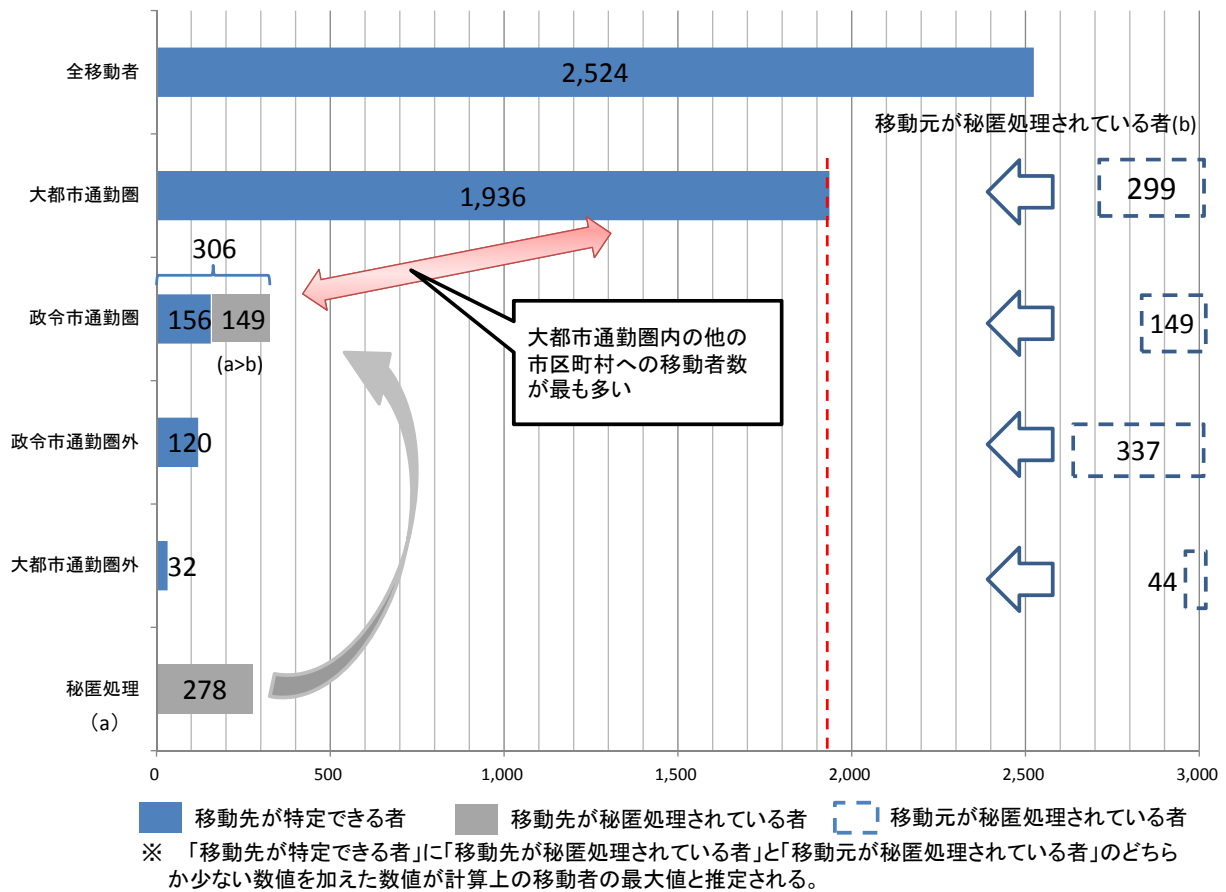 全移動者
2,524
移動元が秘匿処理されている者(b)
大都市通勤圏
1,936
299
306
政令市通勤圏
156
149
(a>b)
149
大都市通勤圏内の他の
市区町村への移動者数
が最も多い
政令市通勤圏外
120
337
大都市通勤圏外
32
44
秘匿処理
(a)
278
0
500
1,000
1,500
2,000
2,500
3,000
移動先が特定できる者
移動先が秘匿処理されている者
移動元が秘匿処理されている者
※ 「移動先が特定できる者」に「移動先が秘匿処理されている者」と「移動元が秘匿処理されている者」のどちら
か少ない数値を加えた数値が計算上の移動者の最大値と推定される。